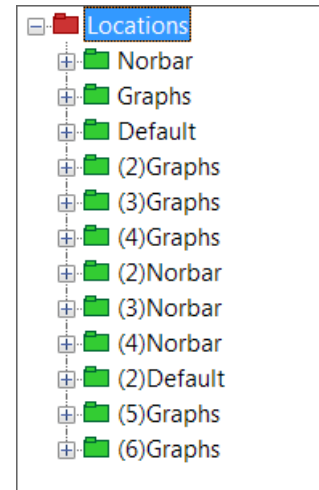 Locations
Norbar
Graphs
Default
(2)Graphs
(3)Graphs
(4)Graphs
(2)Norbar
(3)Norbar
(4)Norbar
(2)Default
(5)Graphs
(6)Graphs